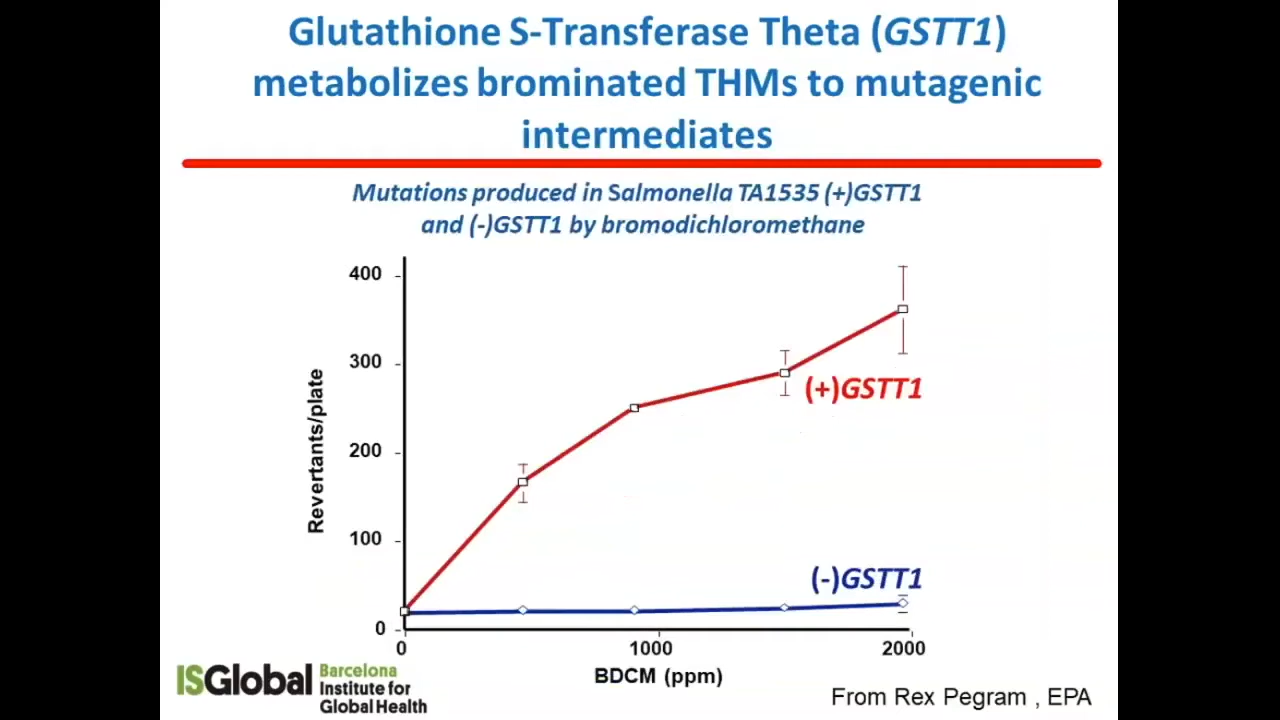 Glutathione S-Transferase Theta (GSTT1)
metabolizes brominated THMs to mutagenic
intermediates
Mutations produced in Salmonella TA1535 (+)GSTT1
and (-)GSTT1 by bromodichloromethane
400
300
200
100
0
Revertants/plate
(+)GSTT1
(-)GSTT1
0 1000 2000
BDCM (ppm)
ISGlobal Barcelona
Institute for
Global Health
From Rex Pegram , EPA